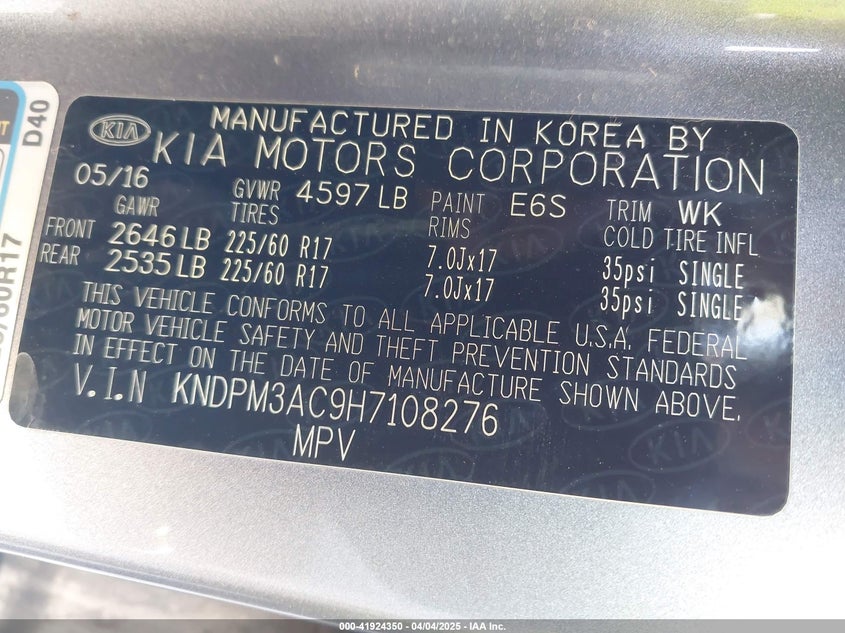 KIA
MANUFACTURED IN KOREA BY
KIA MOTORS CORPORATION
05/16 GVWR 4597 LB PAINT E6S TRIM WK
GAWR TIRES RIMS COLD TIRE INFL
FRONT 2646 LB 225/60 R17 7.0Jx17 35psi SINGLE
REAR 2535 LB 225/60 R17 7.0Jx17 35psi SINGLE
THIS VEHICLE CONFORMS TO ALL APPLICABLE U.S.A. FEDERAL
MOTOR VEHICLE SAFETY AND THEFT PREVENTION STANDARDS
IN EFFECT ON THE DATE OF MANUFACTURE SHOWN ABOVE.
V.I.N KNDPM3AC9H7108276
MPV
D40
000-41924350 - 04/04/2025 - IAA Inc.